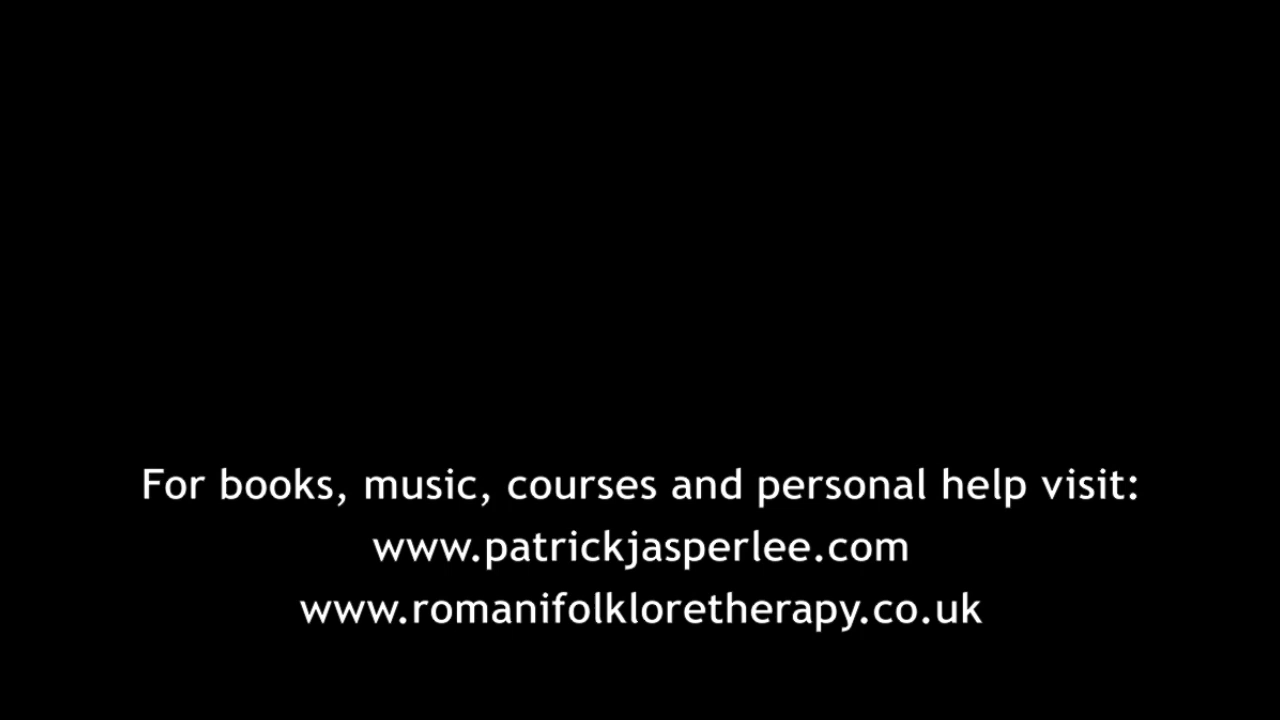 For books, music, courses and personal help visit:
www.patrickjasperlee.com
www.romanifolkloretherapy.co.uk